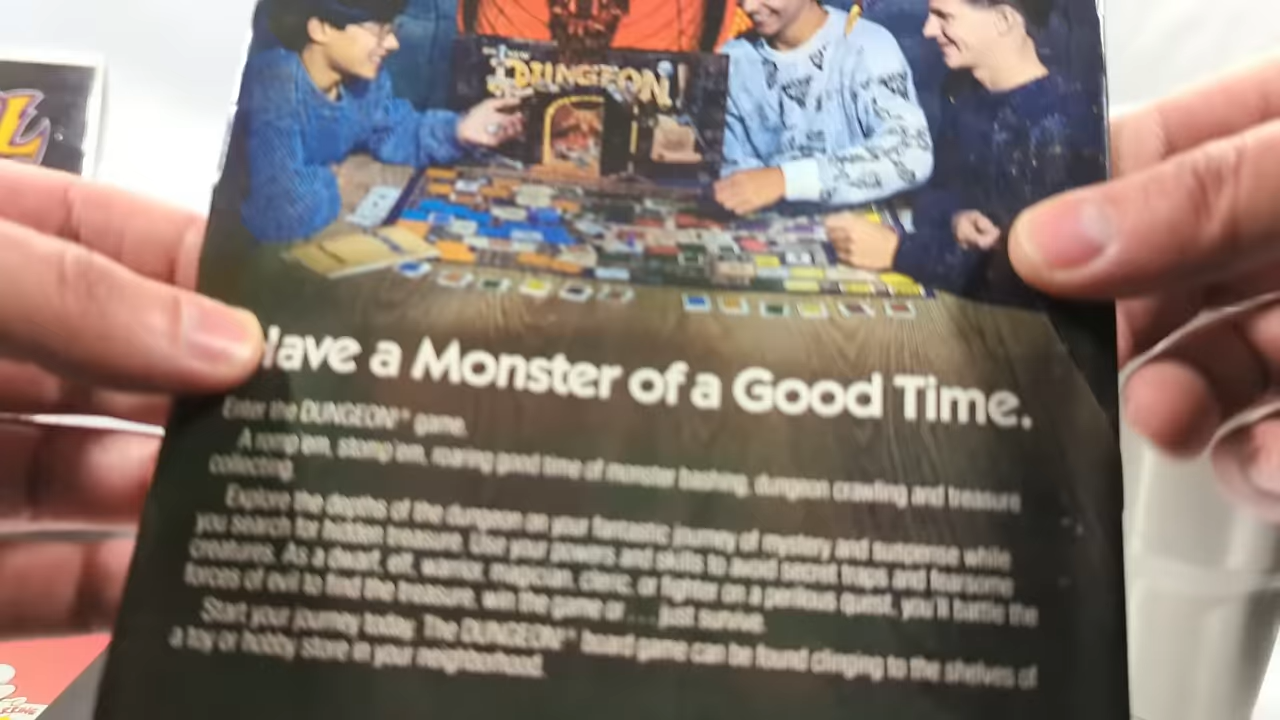 THE NEW
DUNGEON!
Have a Monster of a Good Time.
Enter the DUNGEON™ game.
A romp'em, stomp'em, roaring good time of monster bashing, dungeon crawling and treasure
collecting.
Explore the depths of the dungeon on your fantastic journey of mystery and suspense while
you search for hidden treasure. Use your powers and skills to avoid secret traps and fearsome
creatures. As a dwarf, elf, warrior, magician, cleric, or fighter on a perilous quest, you'll battle the
forces of evil to find the treasure, win the game or . . . just survive.
Start your journey today. The DUNGEON™ board game can be found clinging to the shelves of
a toy or hobby store in your neighborhood.